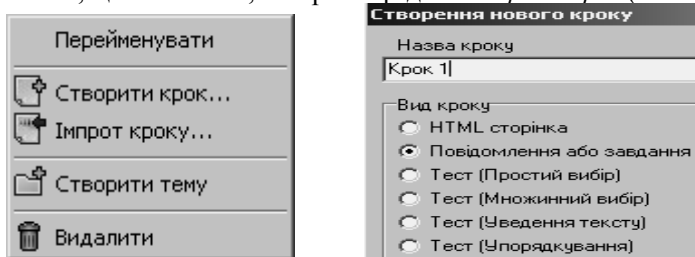 Перейменувати
Створити крок...
Імпрот кроку...
Створити тему
Видалити
Створення нового кроку
Назва кроку
Крок 1
Вид кроку
HTML сторінка
Повідомлення або завдання
Тест (Простий вибір)
Тест (Множинний вибір)
Тест (Уведення тексту)
Тест (Упорядкування)